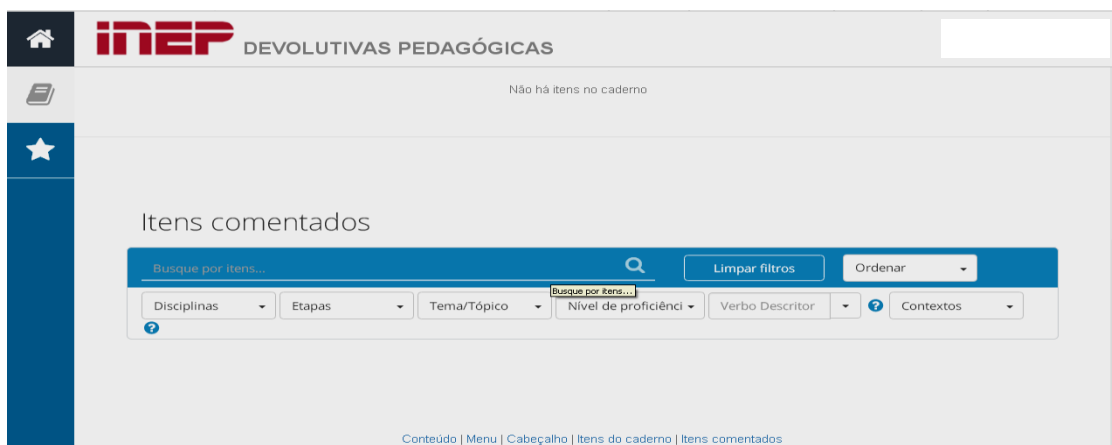 inep DEVOLUTIVAS PEDAGÓGICAS
Não há itens no caderno
Itens comentados
Busque por itens... Limpar filtros Ordenar
Busque por itens...
Disciplinas Etapas Tema/Tópico Nível de proficiênci Verbo Descritor ? Contextos
?
Conteúdo | Menu | Cabeçalho | Itens do caderno | Itens comentados